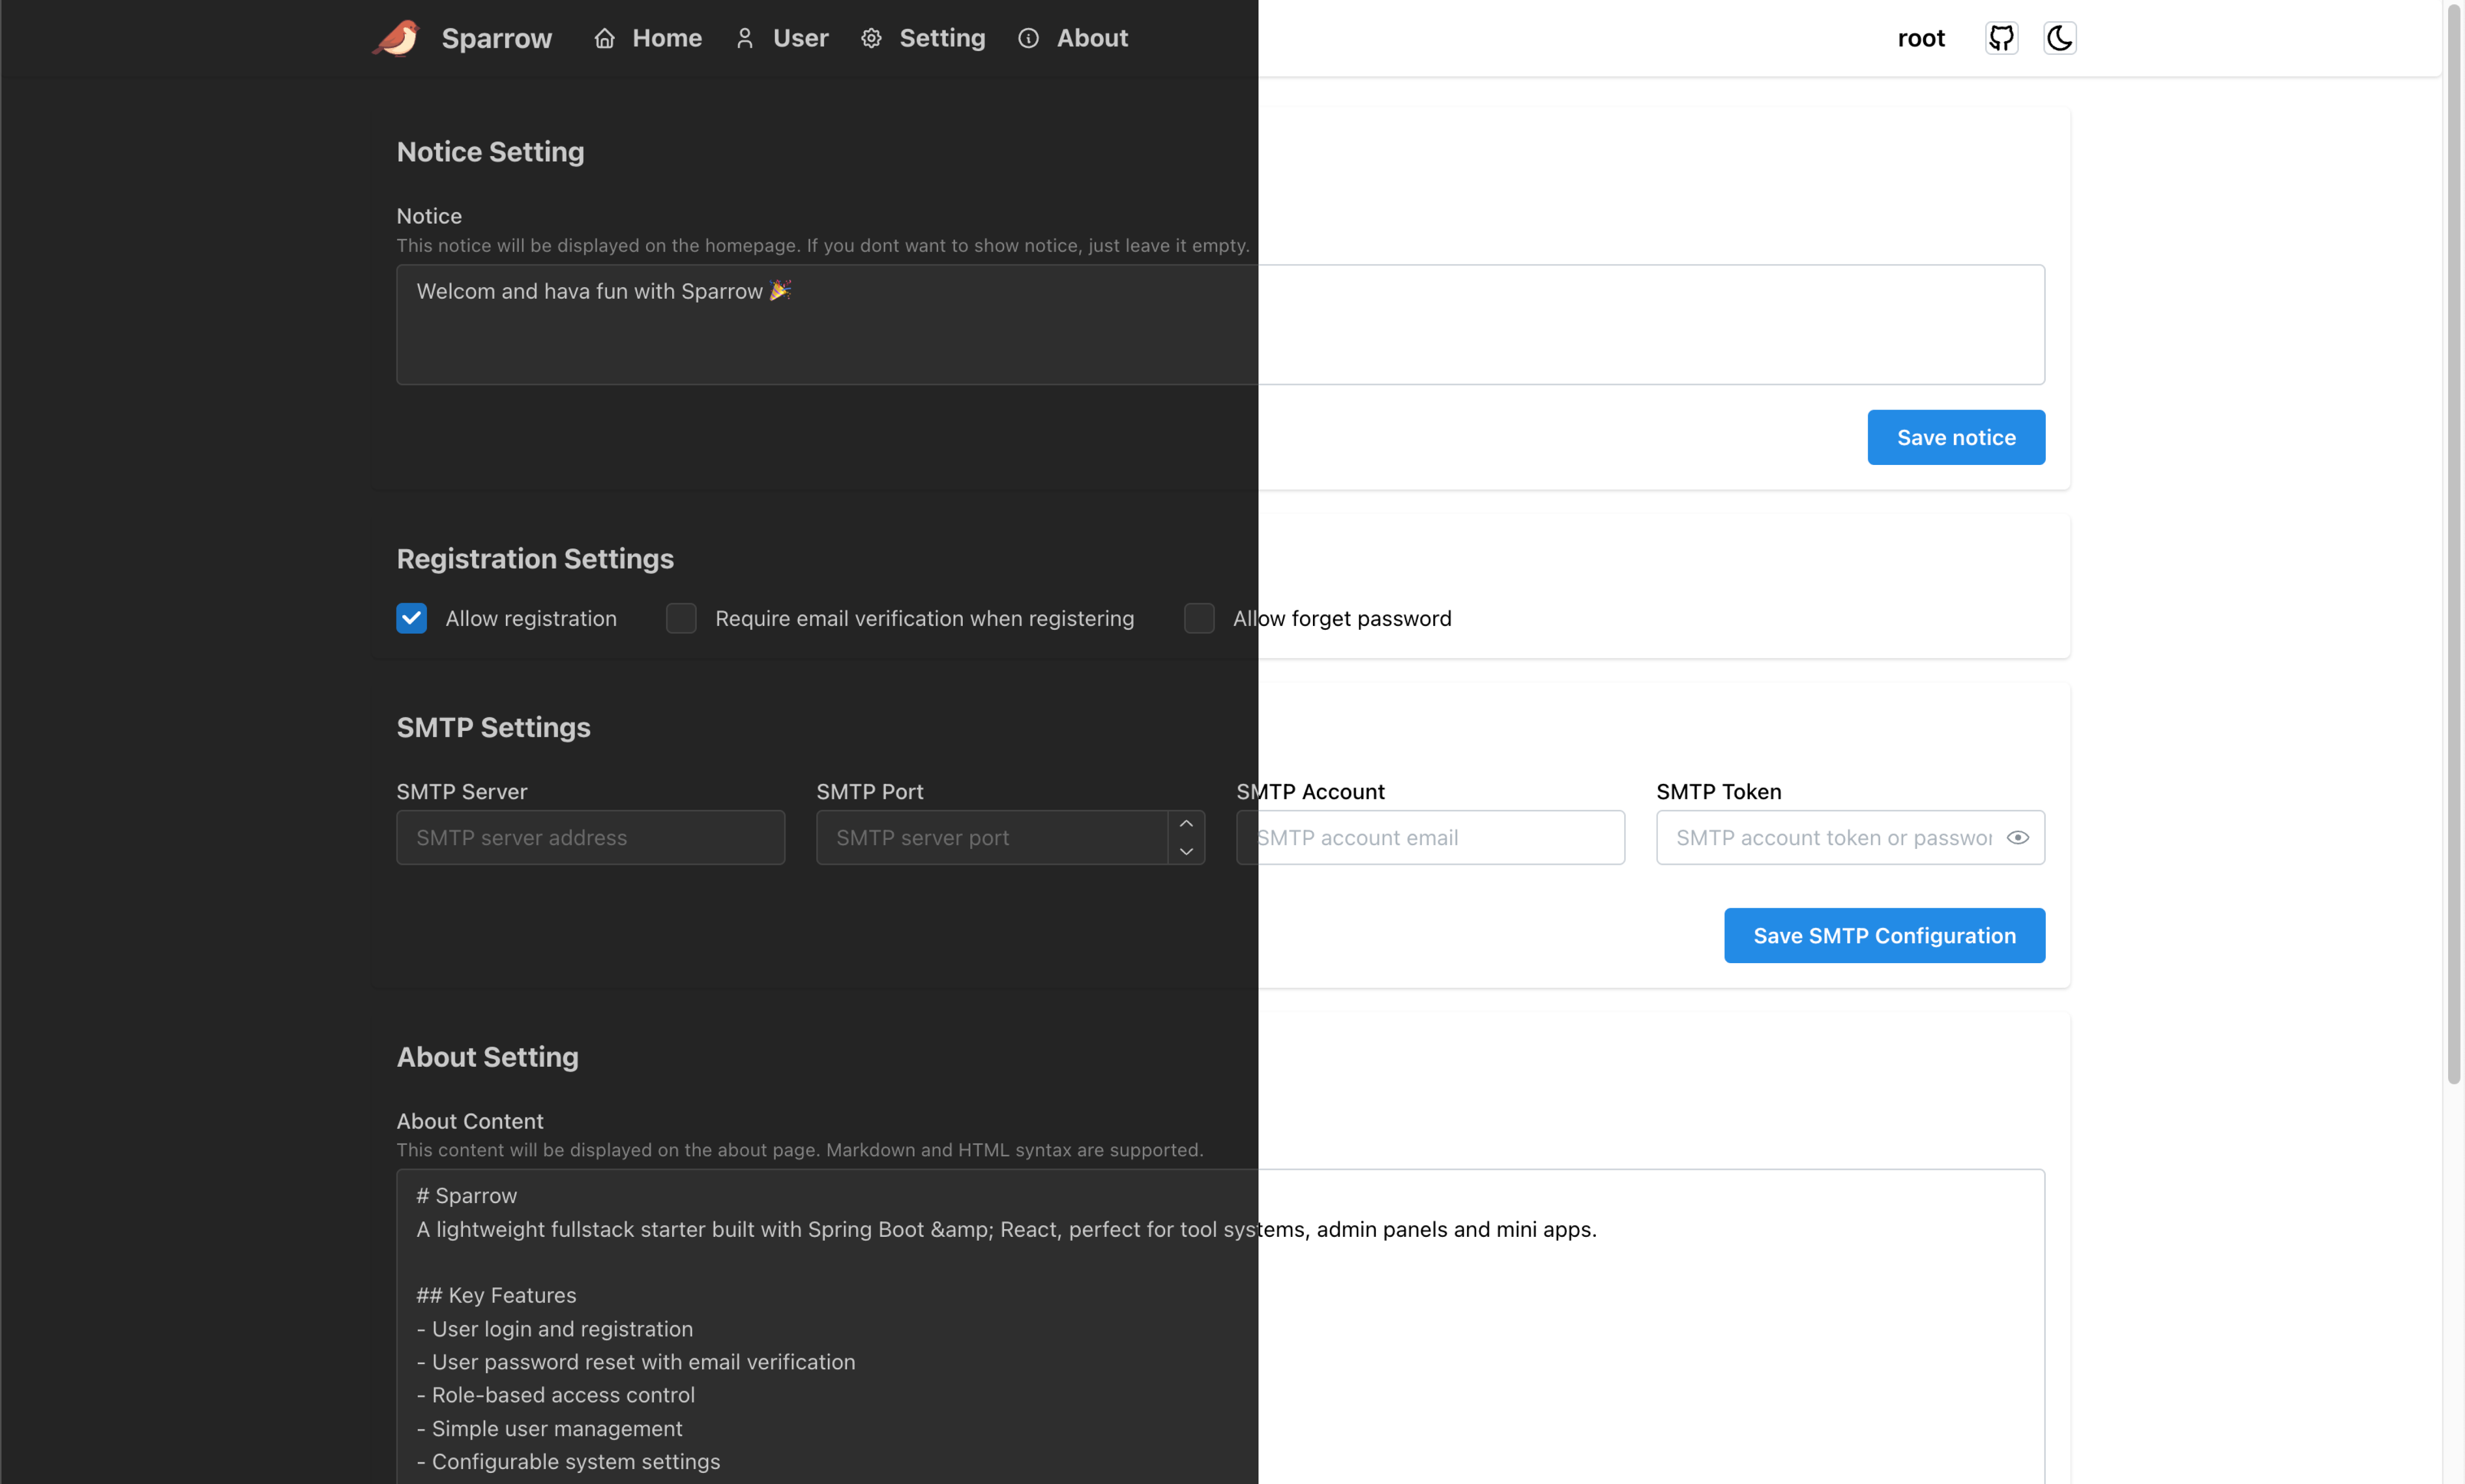 Sparrow Home User Setting About root
Notice Setting
Notice
This notice will be displayed on the homepage. If you dont want to show notice, just leave it empty.
Welcom and hava fun with Sparrow 🎉
Save notice
Registration Settings
Allow registration Require email verification when registering Allow forget password
SMTP Settings
SMTP Server SMTP Port SMTP Account SMTP Token
SMTP server address SMTP server port SMTP account email SMTP account token or passwor
Save SMTP Configuration
About Setting
About Content
This content will be displayed on the about page. Markdown and HTML syntax are supported.
# Sparrow
A lightweight fullstack starter built with Spring Boot &amp; React, perfect for tool systems, admin panels and mini apps.
## Key Features
- User login and registration
- User password reset with email verification
- Role-based access control
- Simple user management
- Configurable system settings